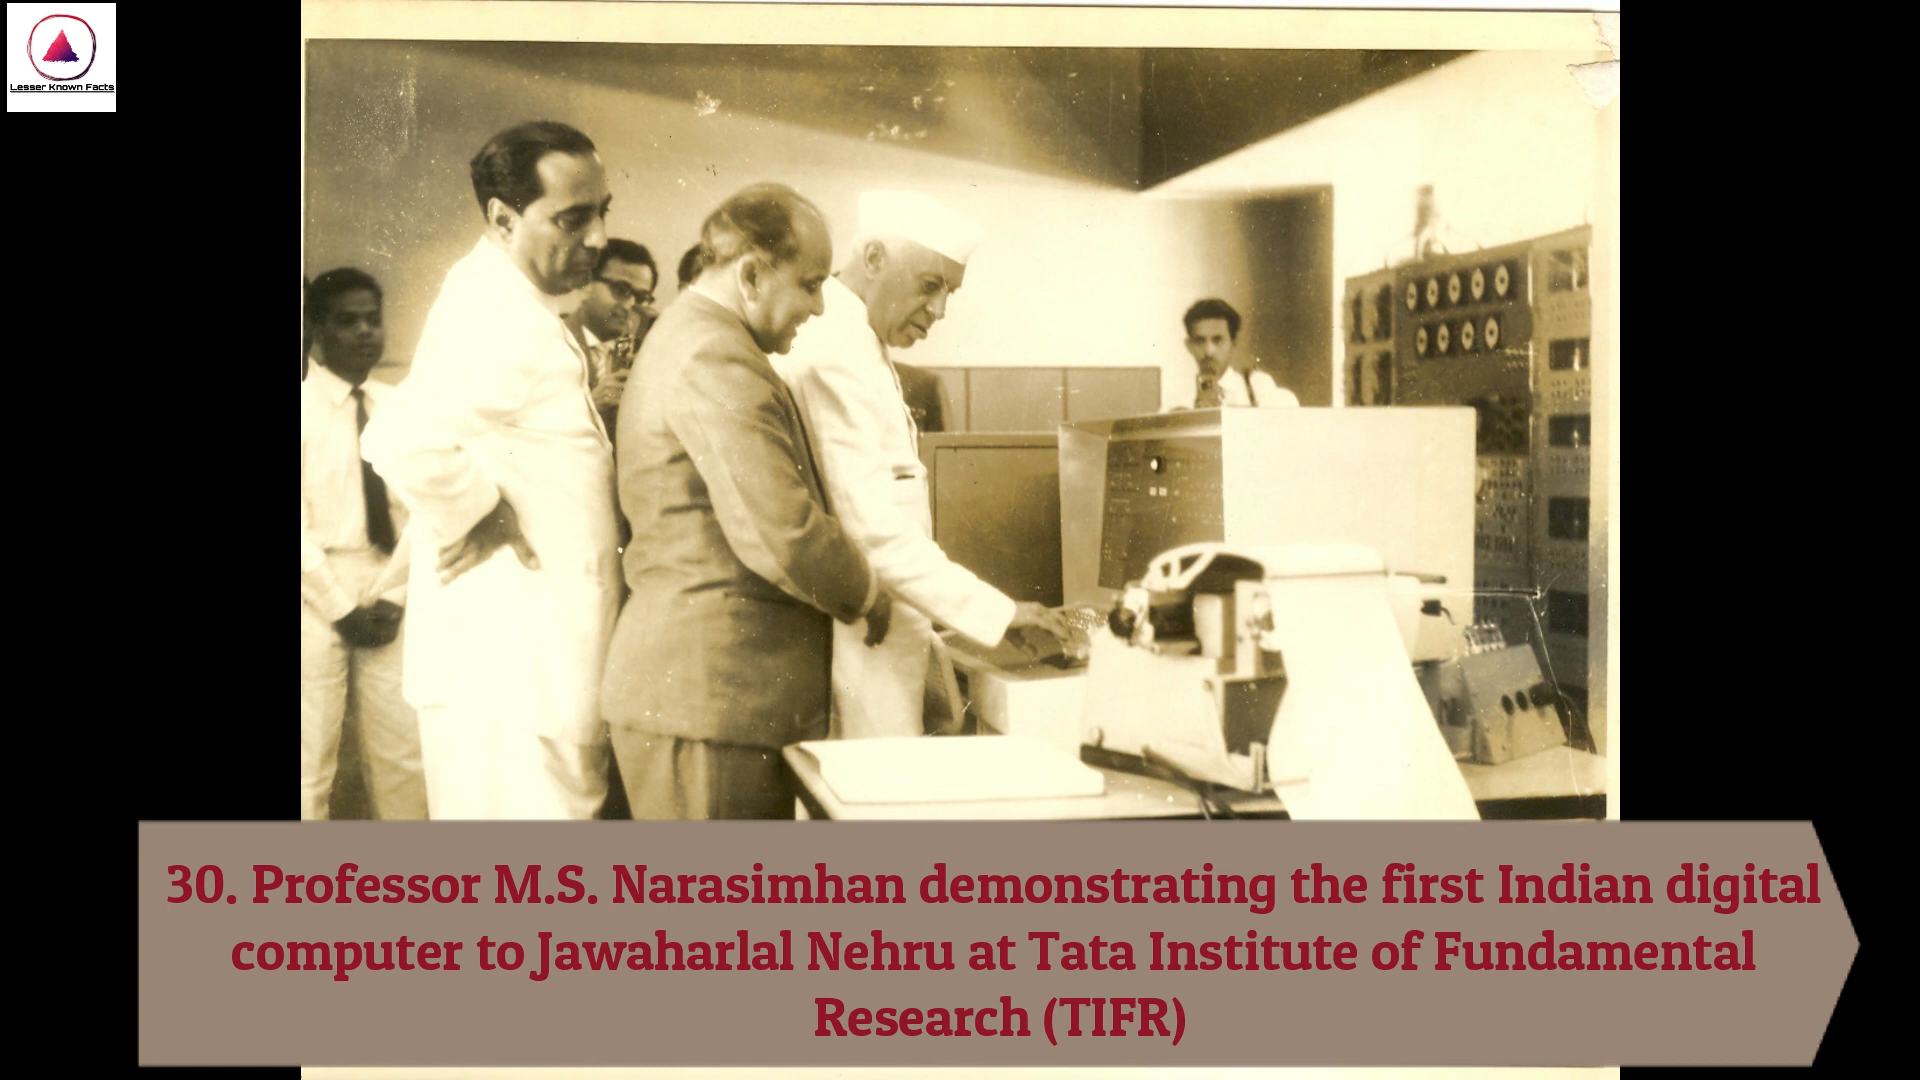 Lesser Known Facts
30. Professor M.S. Narasimhan demonstrating the first Indian digital
computer to Jawaharlal Nehru at Tata Institute of Fundamental
Research (TIFR)